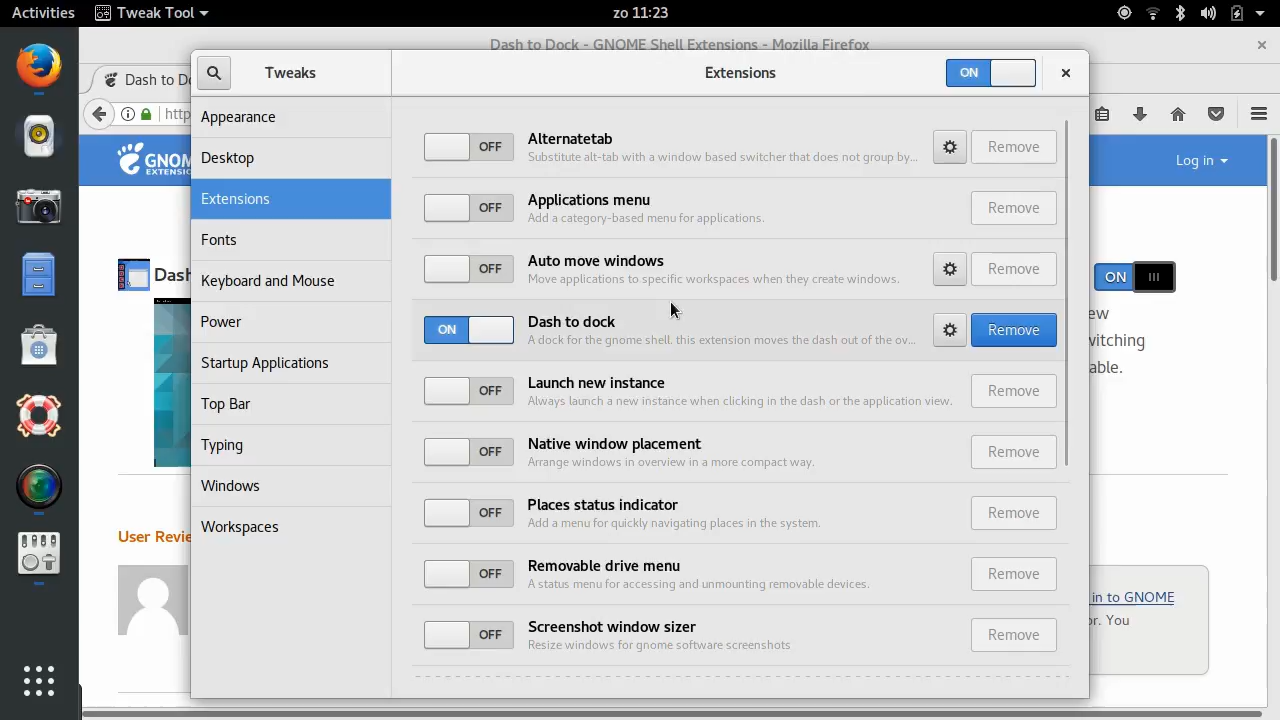 Activities
Tweak Tool
zo 11:23
Dash to Dock - GNOME Shell Extensions - Mozilla Firefox
Dash to Do
http
GNOM
EXTENSION
Log in
Dash
ON
ew
witching
able.
User Revie
in to GNOME
or. You
Tweaks
Extensions
ON
Appearance
Desktop
Extensions
Fonts
Keyboard and Mouse
Power
Startup Applications
Top Bar
Typing
Windows
Workspaces
OFF
Alternatetab
Substitute alt-tab with a window based switcher that does not group by...
Remove
OFF
Applications menu
Add a category-based menu for applications.
Remove
OFF
Auto move windows
Move applications to specific workspaces when they create windows.
Remove
ON
Dash to dock
A dock for the gnome shell. this extension moves the dash out of the ov...
Remove
OFF
Launch new instance
Always launch a new instance when clicking in the dash or the application view.
Remove
OFF
Native window placement
Arrange windows in overview in a more compact way.
Remove
OFF
Places status indicator
Add a menu for quickly navigating places in the system.
Remove
OFF
Removable drive menu
A status menu for accessing and unmounting removable devices.
Remove
OFF
Screenshot window sizer
Resize windows for gnome software screenshots
Remove